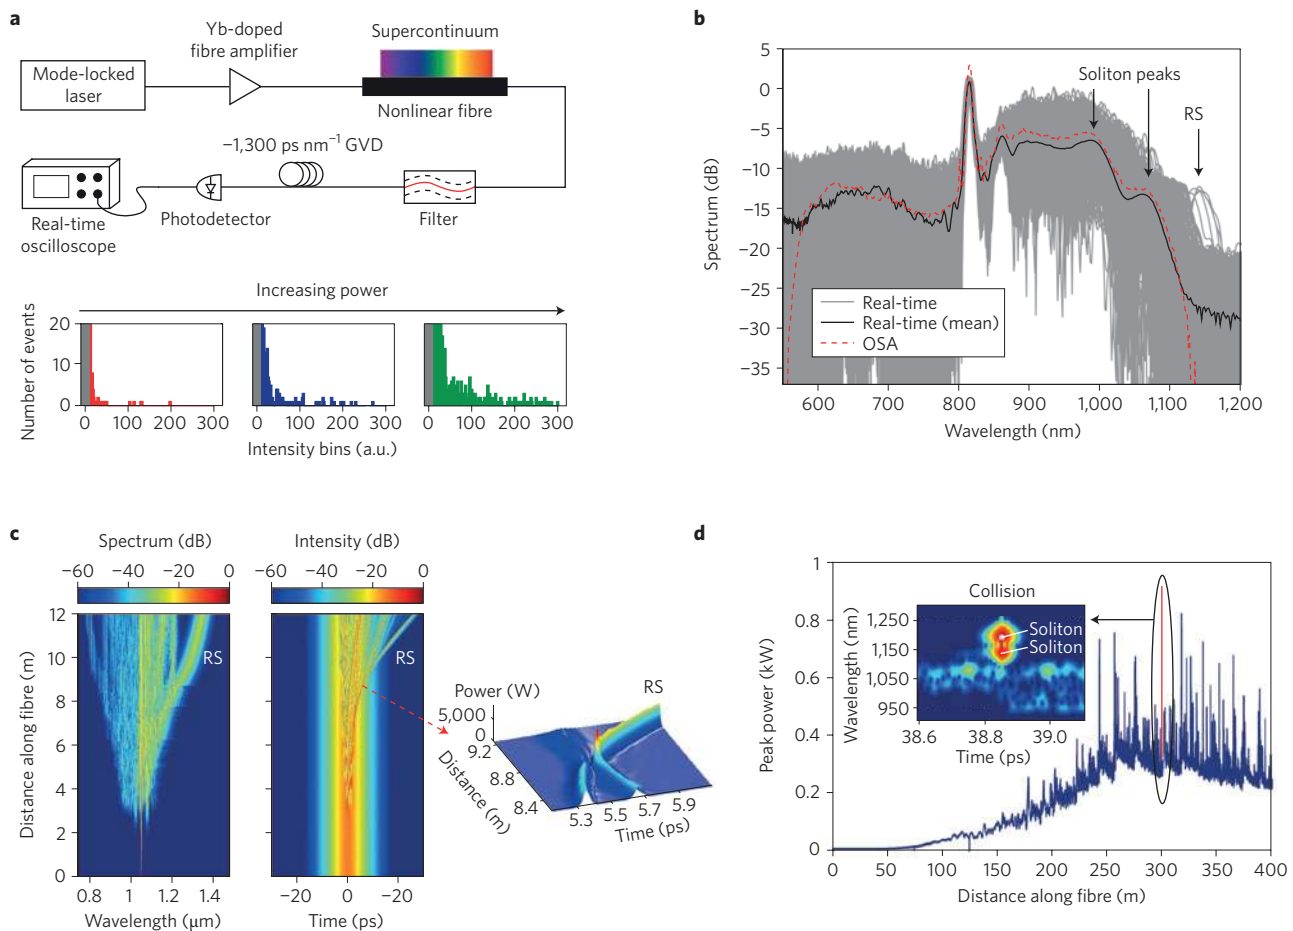 a
Yb-doped
fibre amplifier
Supercontinuum
Mode-locked
laser
Nonlinear fibre
−1,300 ps nm⁻¹ GVD
Real-time
oscilloscope
Photodetector
Filter
Increasing power
Number of events
20
10
0
0 100 200 300
0 100 200 300
0 100 200 300
Intensity bins (a.u.)
b
Spectrum (dB)
5
0
−5
−10
−15
−20
−25
−30
−35
Soliton peaks
RS
Real-time
Real-time (mean)
OSA
600 700 800 900 1,000 1,100 1,200
Wavelength (nm)
c
Spectrum (dB)
−60 −40 −20 0
Intensity (dB)
−60 −40 −20 0
Distance along fibre (m)
12
10
8
6
4
2
0
RS
RS
0.8 1 1.2 1.4
Wavelength (µm)
−20 0 −20
Time (ps)
Power (W)
5,000
0
RS
9.2
8.8
8.4
Distance (m)
5.3 5.5 5.7 5.9
Time (ps)
d
Peak power (kW)
1
0.8
0.6
0.4
0.2
0
Collision
Wavelength (nm)
1,250
1,150
1,050
950
Soliton
Soliton
38.6 38.8 39.0
Time (ps)
0 50 100 150 200 250 300 350 400
Distance along fibre (m)